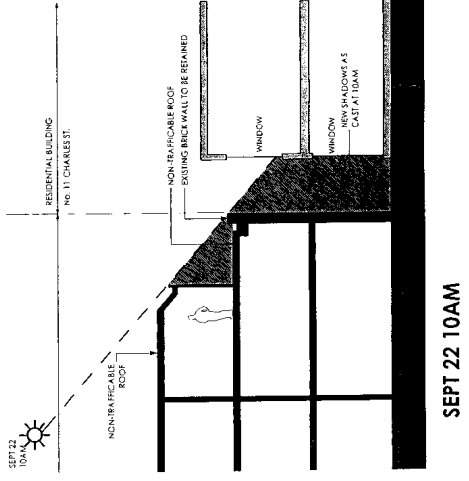 SEPT 22
10AM
RESIDENTIAL BUILDING
No. 11 CHARLES ST.
NON-TRAFFICABLE
ROOF
NON-TRAFFICABLE ROOF
EXISTING BRICK WALL TO BE RETAINED
WINDOW
WINDOW
NEW SHADOWS AS
CAST AT 10AM
SEPT 22 10AM